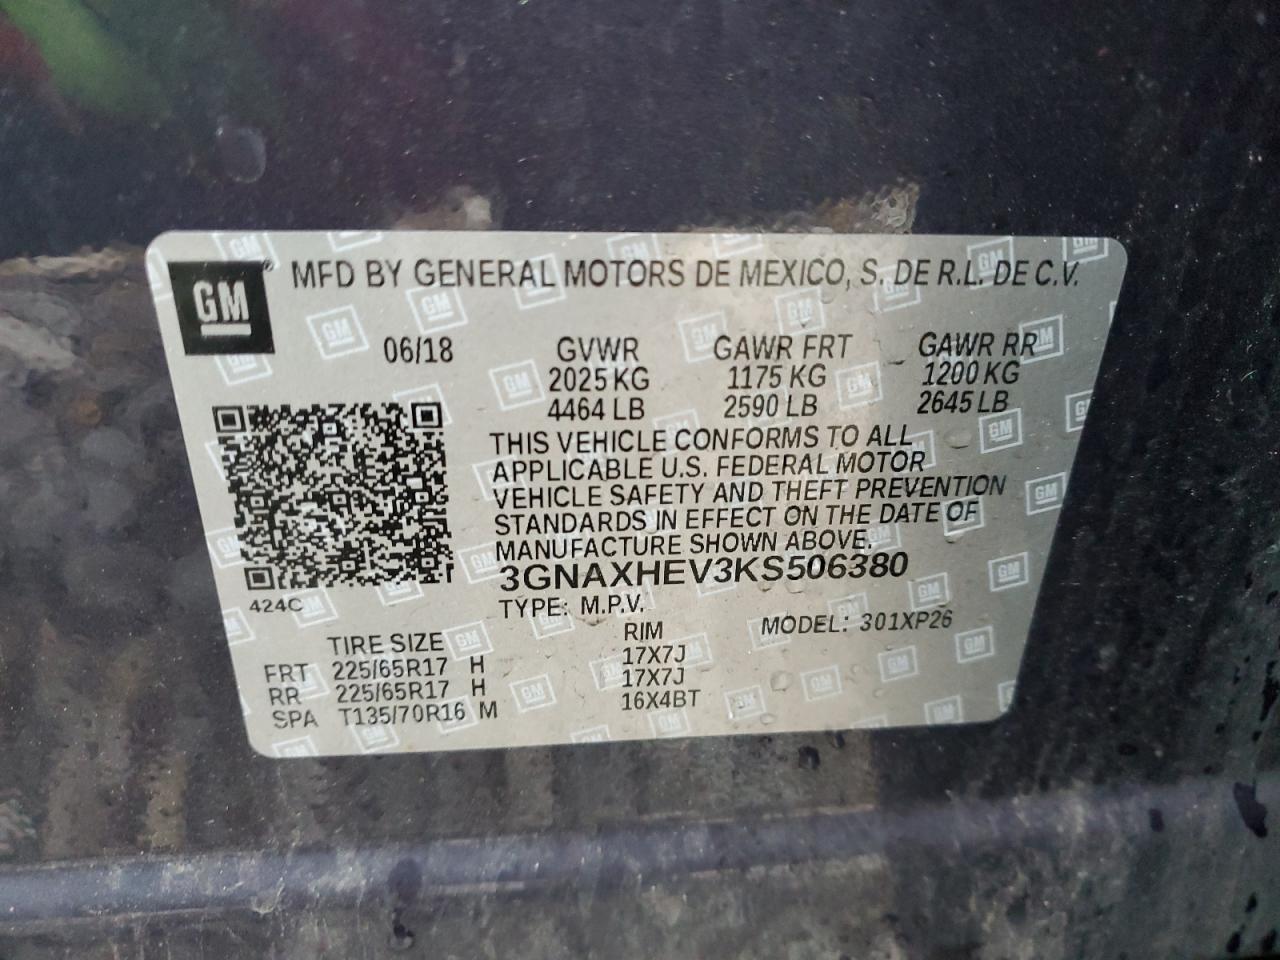 GM® MFD BY GENERAL MOTORS DE MEXICO, S. DE R.L. DE C.V.
06/18 GVWR GAWR FRT GAWR RR
2025 KG 1175 KG 1200 KG
4464 LB 2590 LB 2645 LB
THIS VEHICLE CONFORMS TO ALL
APPLICABLE U.S. FEDERAL MOTOR
VEHICLE SAFETY AND THEFT PREVENTION
STANDARDS IN EFFECT ON THE DATE OF
MANUFACTURE SHOWN ABOVE.
3GNAXHEV3KS506380
424C TYPE: M.P.V.
TIRE SIZE RIM MODEL: 301XP26
FRT 225/65R17 H 17X7J
RR 225/65R17 H 17X7J
SPA T135/70R16 M 16X4BT